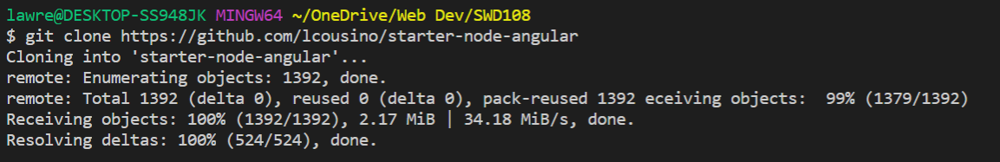 lawre@DESKTOP-SS948JK MINGW64 ~/OneDrive/Web Dev/SWD108
$ git clone https://github.com/lcousino/starter-node-angular
Cloning into 'starter-node-angular'...
remote: Enumerating objects: 1392, done.
remote: Total 1392 (delta 0), reused 0 (delta 0), pack-reused 1392 eceiving objects:  99% (1379/1392)
Receiving objects: 100% (1392/1392), 2.17 MiB | 34.18 MiB/s, done.
Resolving deltas: 100% (524/524), done.